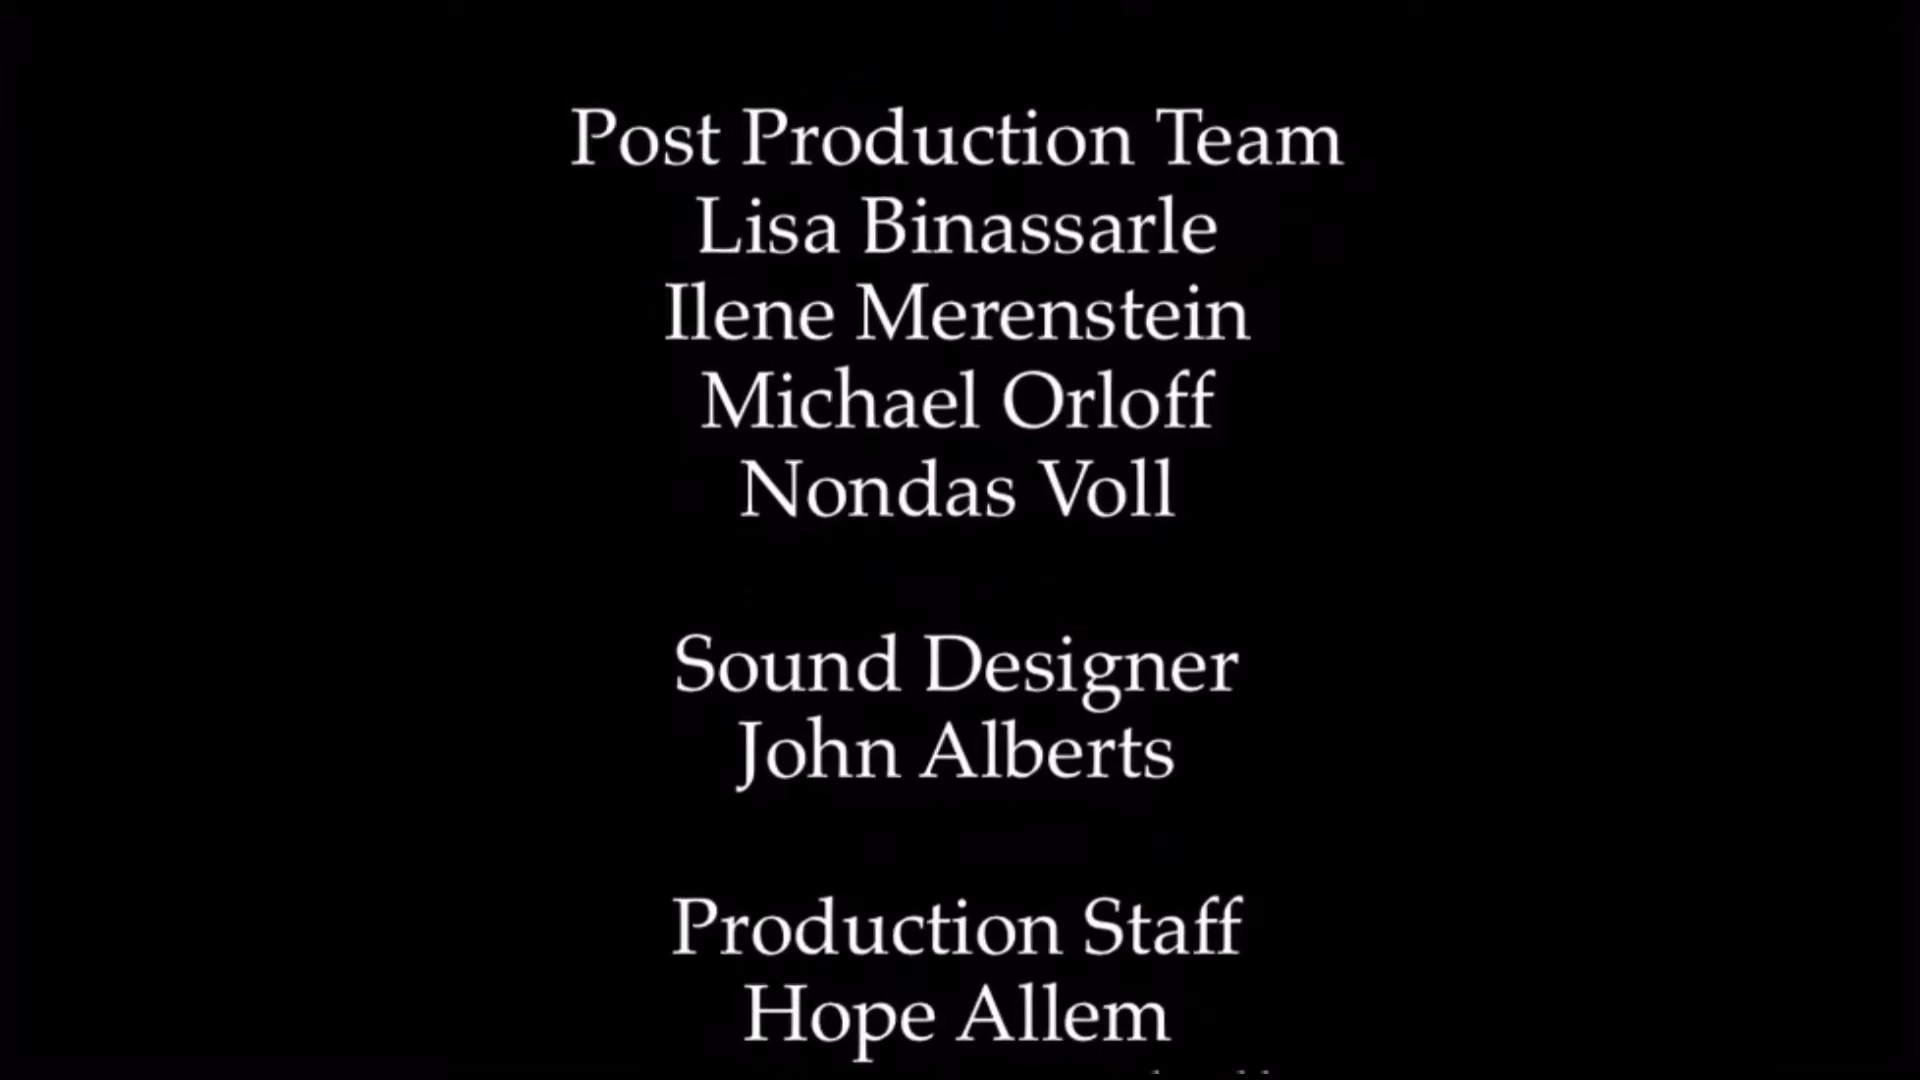 Post Production Team
Lisa Binassarle
Ilene Merenstein
Michael Orloff
Nondas Voll
Sound Designer
John Alberts
Production Staff
Hope Allem